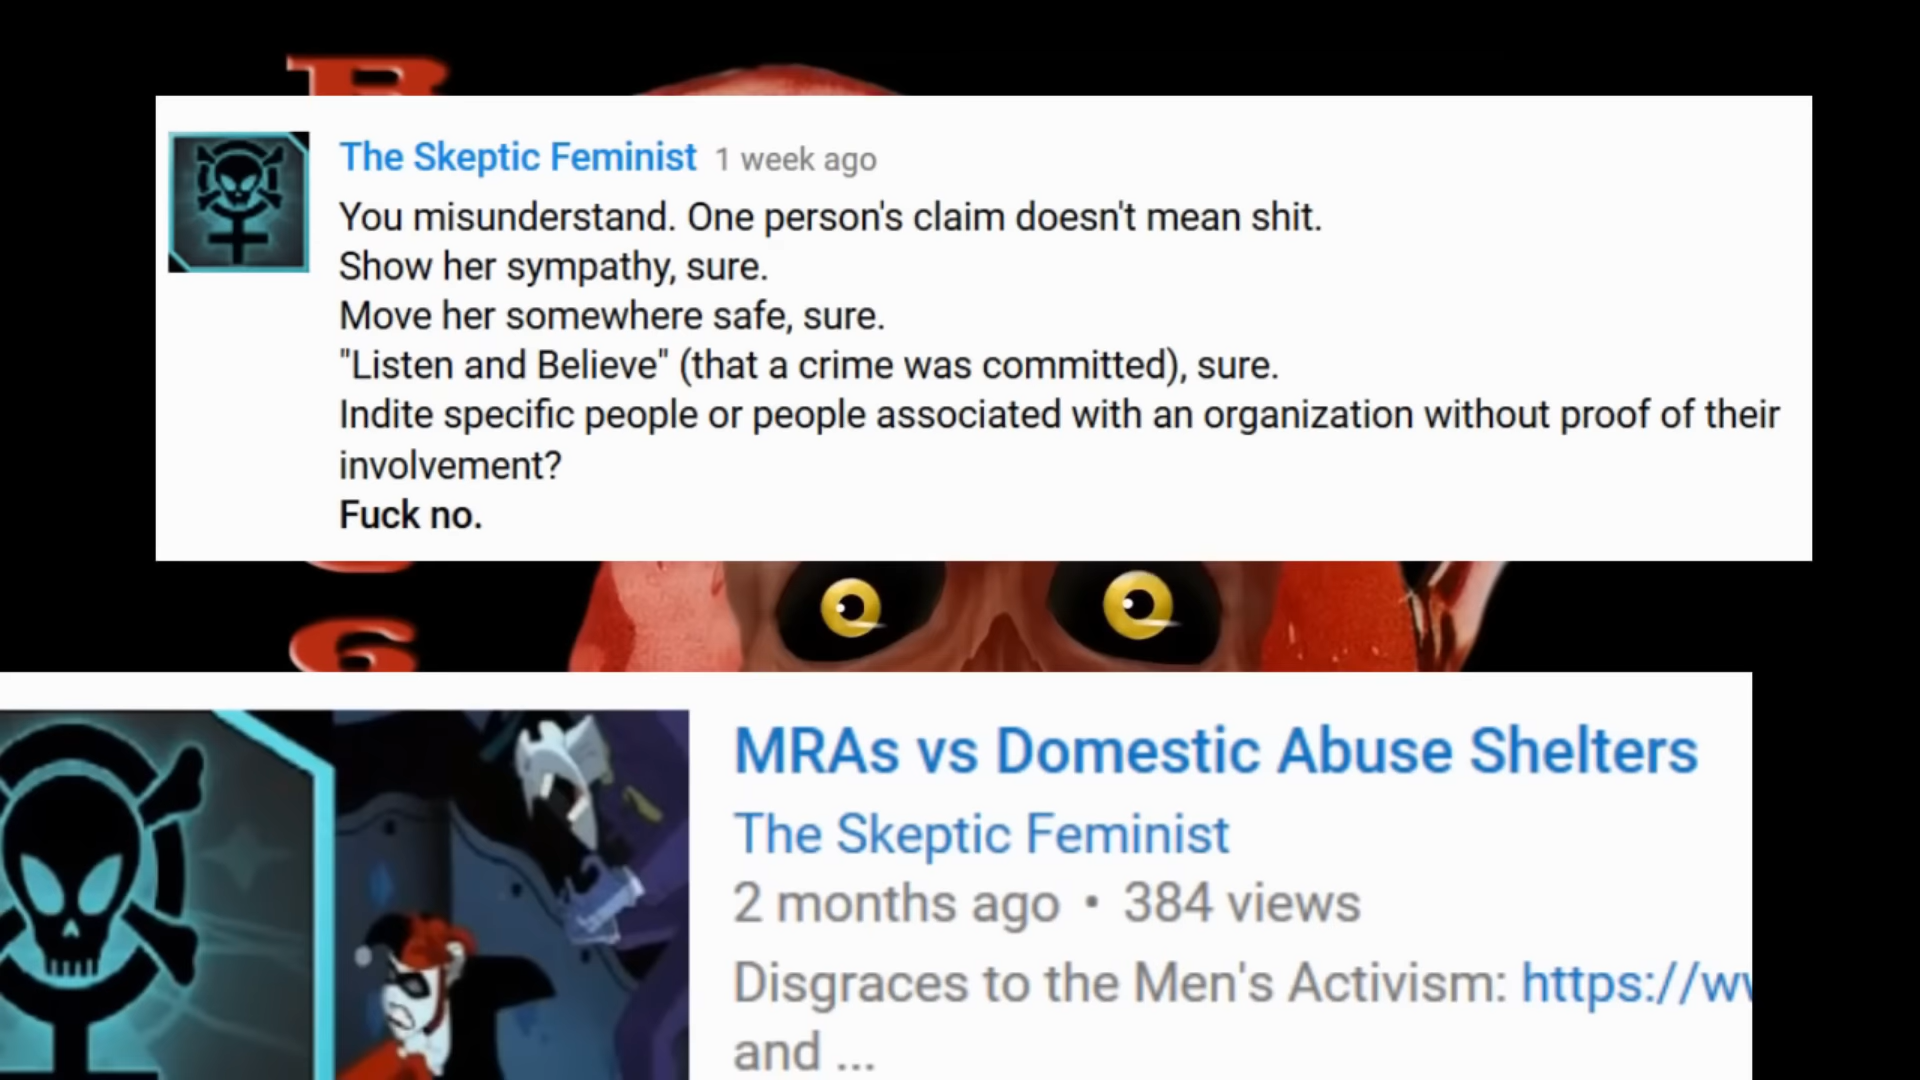 The Skeptic Feminist 1 week ago
You misunderstand. One person's claim doesn't mean shit.
Show her sympathy, sure.
Move her somewhere safe, sure.
"Listen and Believe" (that a crime was committed), sure.
Indite specific people or people associated with an organization without proof of their
involvement?
Fuck no.
MRAs vs Domestic Abuse Shelters
The Skeptic Feminist
2 months ago • 384 views
Disgraces to the Men's Activism: https://w
and ...